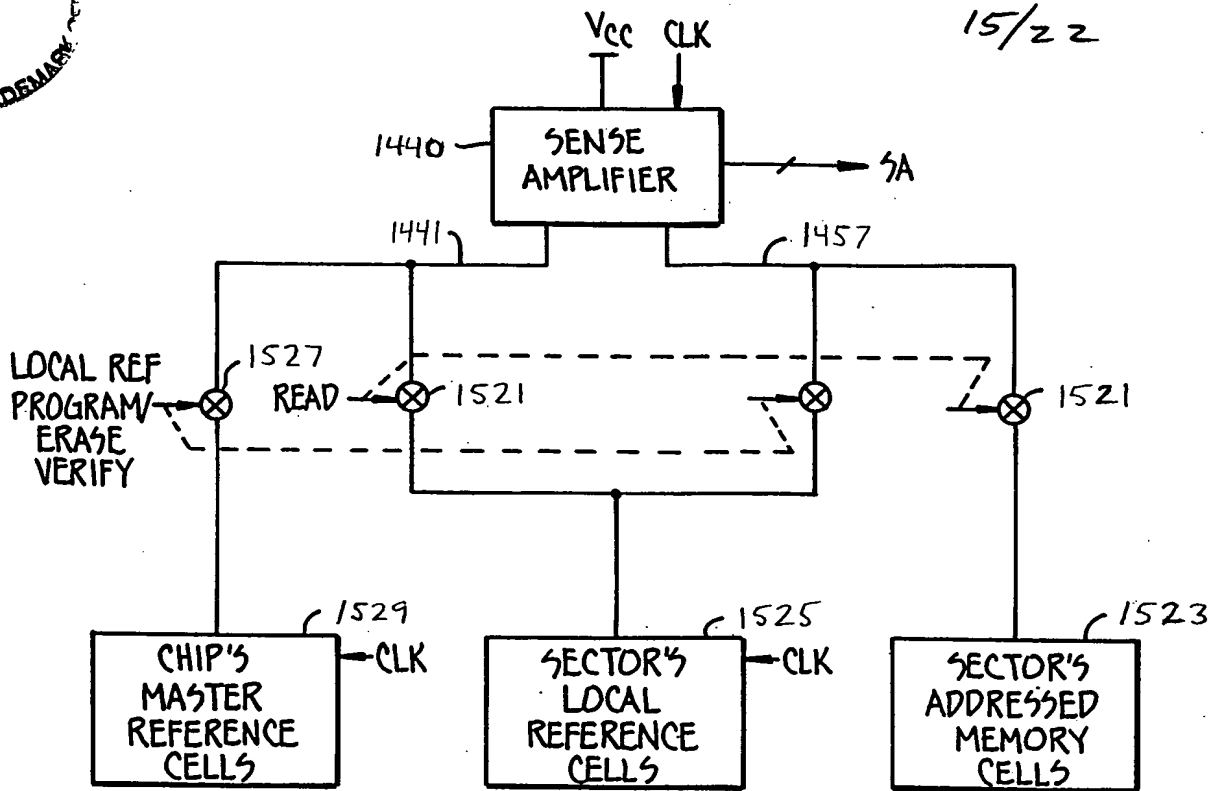 15/22
DEMARK
VCC CLK
1440
SENSE
AMPLIFIER
SA
1441
1457
LOCAL REF
PROGRAM/
ERASE
VERIFY
1527
READ
1521
1521
1529
CHIP'S
MASTER
REFERENCE
CELLS
CLK
1525
SECTOR'S
LOCAL
REFERENCE
CELLS
CLK
1523
SECTOR'S
ADDRESSED
MEMORY
CELLS